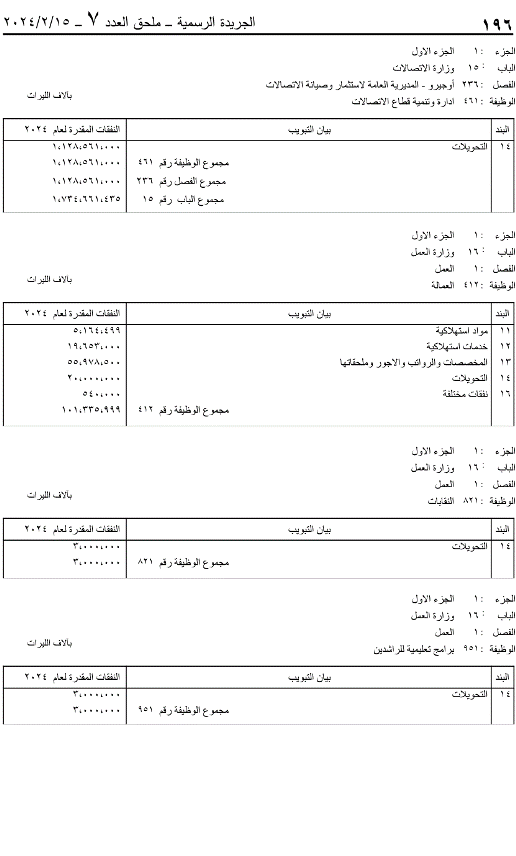 ١٩٦ الجريدة الرسمية – ملحق العدد ٧ – ٢٠٢٤/٢/١٥
الجزء : ١ الجزء الاول
الباب : ١٥ وزارة الاتصالات
الفصل : ٢٣٦ أوجيرو - المديرية العامة لاستثمار وصيانة الاتصالات
الوظيفة : ٤٦١ ادارة وتنمية قطاع الاتصالات
بآلاف الليرات
البند بيان التبويب النفقات المقدرة لعام ٢٠٢٤
١٤ التحويلات ١،١٢٨،٥٦١،٠٠٠
مجموع الوظيفة رقم ٤٦١ ١،١٢٨،٥٦١،٠٠٠
مجموع الفصل رقم ٢٣٦ ١،١٢٨،٥٦١،٠٠٠
مجموع الباب رقم ١٥ ١،٧٣٤،٦٦١،٤٣٥
الجزء : ١ الجزء الاول
الباب : ١٦ وزارة العمل
الفصل : ١ العمل
الوظيفة : ٤١٢ العمالة
بآلاف الليرات
البند بيان التبويب النفقات المقدرة لعام ٢٠٢٤
١١ مواد استهلاكية ٥،١٦٤،٤٩٩
١٢ خدمات استهلاكية ١٩،٦٥٣،٠٠٠
١٣ المخصصات والرواتب والاجور وملحقاتها ٥٥،٩٧٨،٥٠٠
١٤ التحويلات ٢٠،٠٠٠،٠٠٠
١٦ نفقات مختلفة ٥٤٠،٠٠٠
مجموع الوظيفة رقم ٤١٢ ١٠١،٣٣٥،٩٩٩
الجزء : ١ الجزء الاول
الباب : ١٦ وزارة العمل
الفصل : ١ العمل
الوظيفة : ٨٢١ النقابات
بآلاف الليرات
البند بيان التبويب النفقات المقدرة لعام ٢٠٢٤
١٤ التحويلات ٣،٠٠٠،٠٠٠
مجموع الوظيفة رقم ٨٢١ ٣،٠٠٠،٠٠٠
الجزء : ١ الجزء الاول
الباب : ١٦ وزارة العمل
الفصل : ١ العمل
الوظيفة : ٩٥١ برامج تعليمية للراشدين
بآلاف الليرات
البند بيان التبويب النفقات المقدرة لعام ٢٠٢٤
١٤ التحويلات ٣،٠٠٠،٠٠٠
مجموع الوظيفة رقم ٩٥١ ٣،٠٠٠،٠٠٠